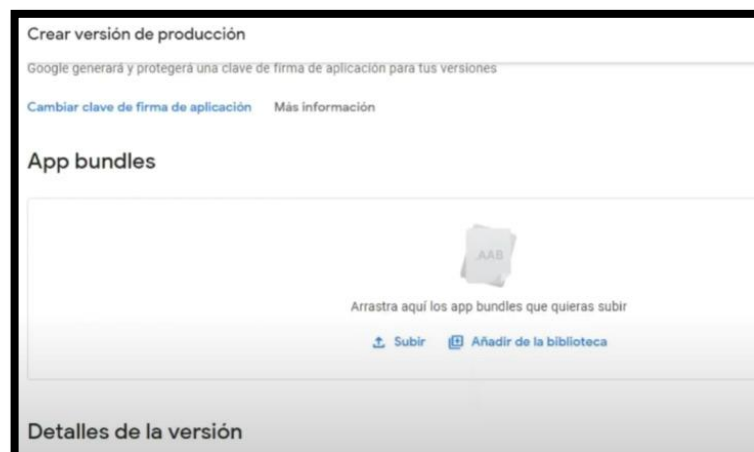 Crear versión de producción
Google generará y protegerá una clave de firma de aplicación para tus versiones
Cambiar clave de firma de aplicación Más información
App bundles
AAB
Arrastra aquí los app bundles que quieras subir
Subir Añadir de la biblioteca
Detalles de la versión